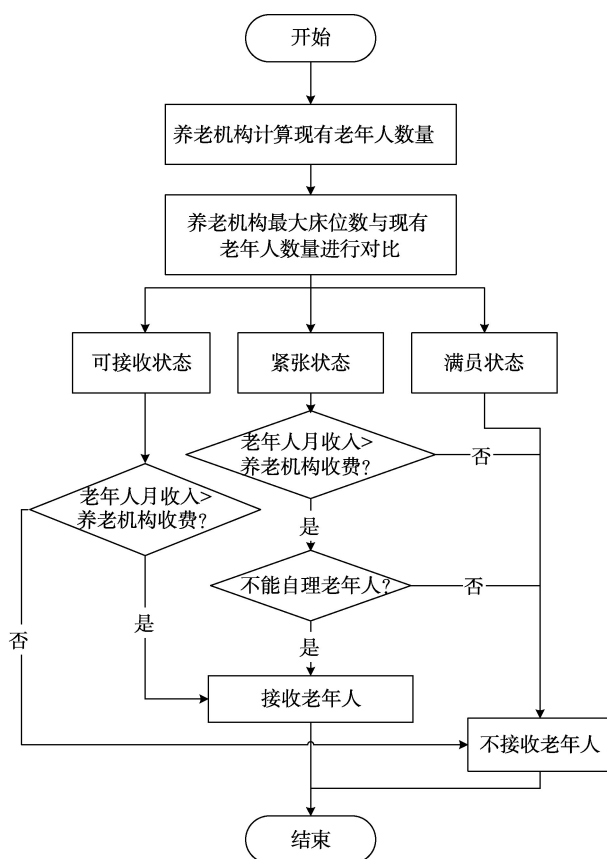 开始
养老机构计算现有老年人数量
养老机构最大床位数与现有
老年人数量进行对比
可接收状态
紧张状态
满员状态
老年人月收入>
养老机构收费?
否
老年人月收入>
养老机构收费?
是
不能自理老年人?
否
是
否
是
接收老年人
不接收老年人
结束